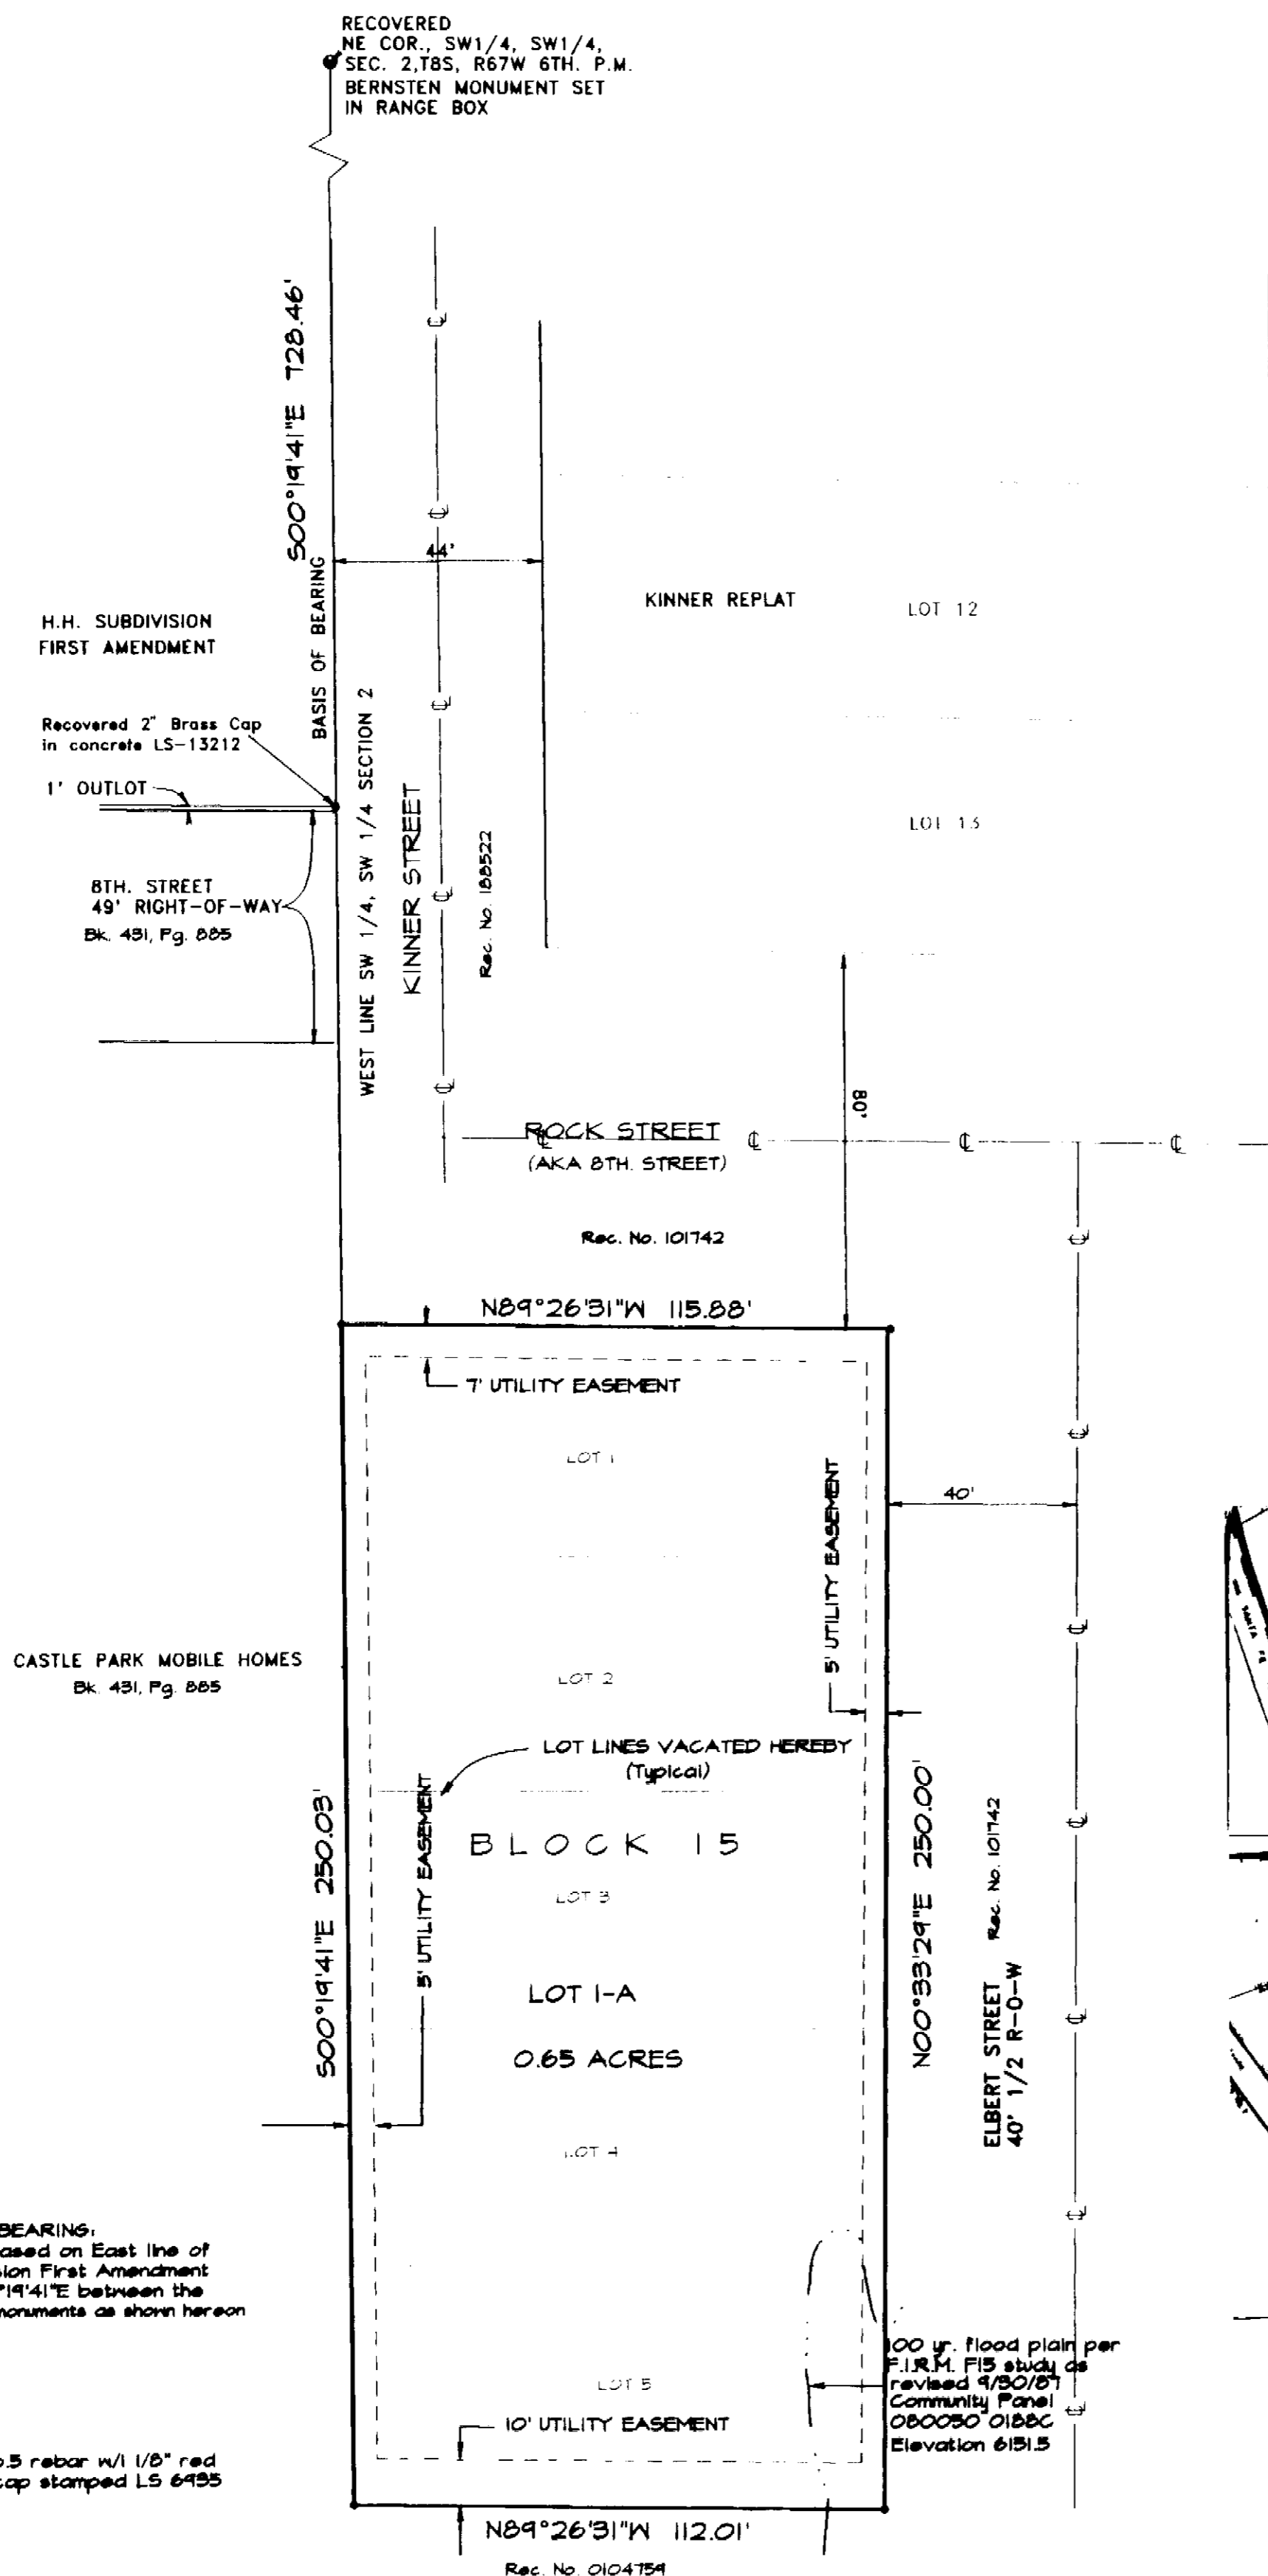 RECOVERED
NE COR., SW1/4, SW1/4,
SEC. 2,T8S, R67W 6TH. P.M.
BERNSTEN MONUMENT SET
IN RANGE BOX
S00°19'41"E 728.46'
BASIS OF BEARING
44'
KINNER REPLAT
LOT 12
H.H. SUBDIVISION
FIRST AMENDMENT
Recovered 2" Brass Cap
in concrete LS-13212
1' OUTLOT
WEST LINE SW 1/4, SW 1/4 SECTION 2
KINNER STREET
Rec. No. 188522
LOT 13
8TH. STREET
49' RIGHT-OF-WAY
Bk. 431, Pg. 885
80'
ROCK STREET
(AKA 8TH. STREET)
Rec. No. 101742
N89°26'31"W 115.88'
7' UTILITY EASEMENT
LOT 1
5' UTILITY EASEMENT
40'
CASTLE PARK MOBILE HOMES
Bk. 431, Pg. 885
LOT 2
SANTA FE
LOT LINES VACATED HEREBY
(Typical)
5' UTILITY EASEMENT
BLOCK 15
LOT 3
S00°19'41"E 250.03'
N00°33'29"E 250.00'
ELBERT STREET Rec. No. 101742
40' 1/2 R-O-W
LOT 1-A
0.65 ACRES
LOT 4
BEARING:
ased on East line of
sion First Amendment
°19'41"E between the
monuments as shown hereon
100 yr. flood plain per
F.I.R.M. FIS study as
revised 9/30/87
Community Panel
080050 0188C
Elevation 6151.5
LOT 5
10' UTILITY EASEMENT
.5 rebar w/1 1/8" red
cap stamped LS 6935
N89°26'31"W 112.01'
Rec. No. 0104759